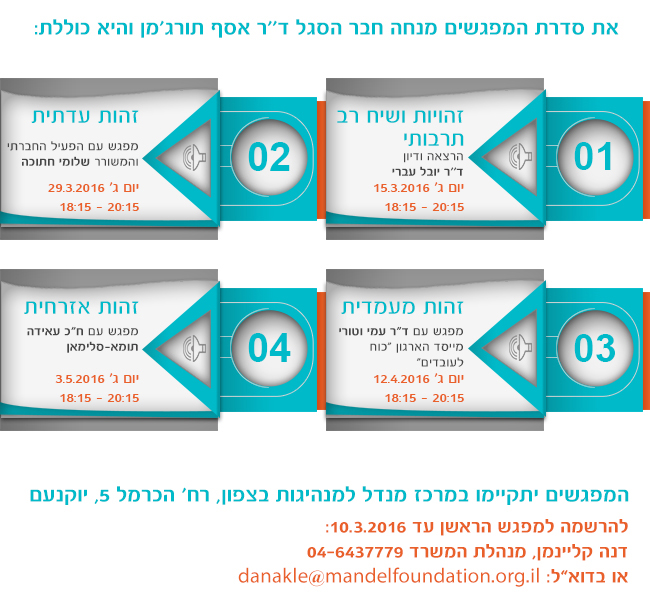 את סדרת המפגשים מנחה חבר הסגל ד''ר אסף תורג'מן והיא כוללת:
01
זהויות ושיח רב
תרבותי
הרצאה ודיון
ד''ר יובל עברי
יום ג' 15.3.2016
18:15 - 20:15
02
זהות עדתית
מפגש עם הפעיל החברתי
והמשורר שלומי חתוכה
יום ג' 29.3.2016
18:15 - 20:15
03
זהות מעמדית
מפגש עם ד"ר עמי וטורי
מייסד הארגון "כוח
לעובדים"
יום ג' 12.4.2016
18:15 - 20:15
04
זהות אזרחית
מפגש עם ח"כ עאידה
תומא-סלימאן
יום ג' 3.5.2016
18:15 - 20:15
המפגשים יתקיימו במרכז מנדל למנהיגות בצפון, רח' הכרמל 5, יוקנעם
להרשמה למפגש הראשן עד 10.3.2016:
דנה קליינמן, מנהלת המשרד 04-6437779
או בדוא"ל: danakle@mandelfoundation.org.il